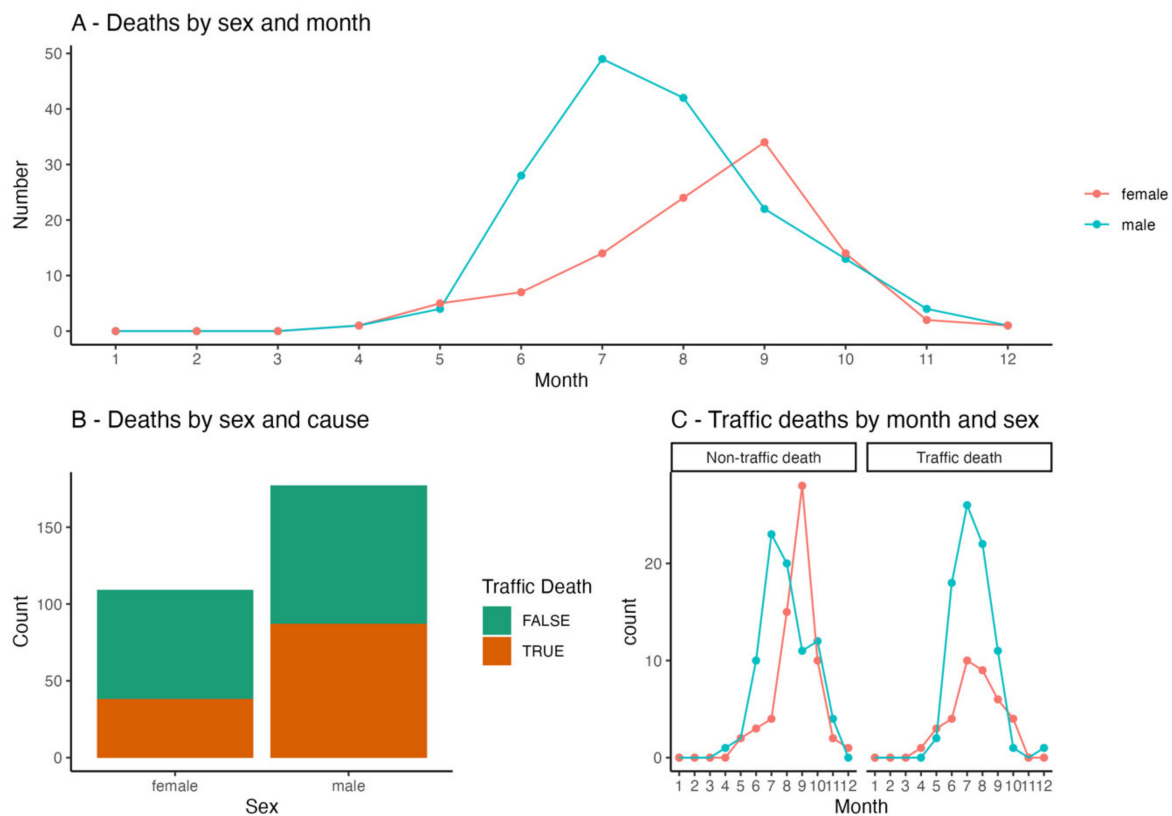 A - Deaths by sex and month
50
40
30
20
10
0
Number
1 2 3 4 5 6 7 8 9 10 11 12
Month
female
male
B - Deaths by sex and cause
150
100
50
0
Count
female male
Sex
Traffic Death
FALSE
TRUE
C - Traffic deaths by month and sex
Non-traffic death Traffic death
20
10
0
count
1 2 3 4 5 6 7 8 9 10 11 12 1 2 3 4 5 6 7 8 9 10 11 12
Month